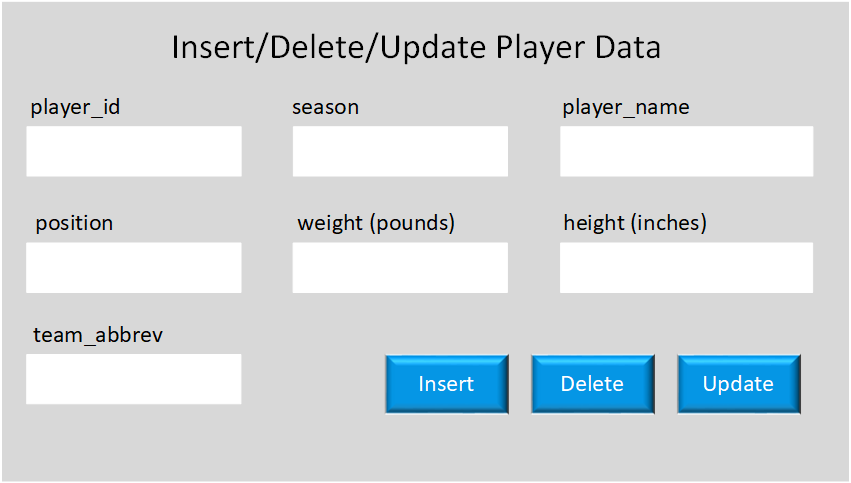 Insert/Delete/Update Player Data
player_id season player_name
position weight (pounds) height (inches)
team_abbrev
Insert Delete Update